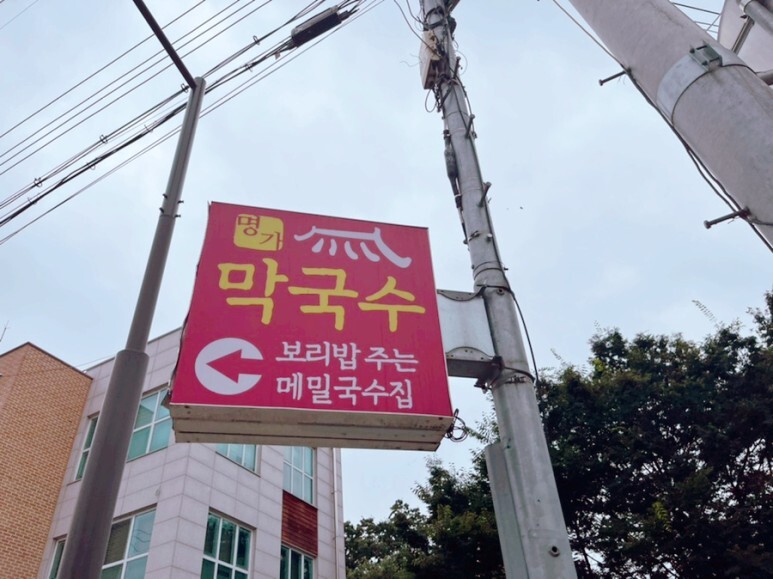 명가
막국수
보리밥 주는
메밀국수집